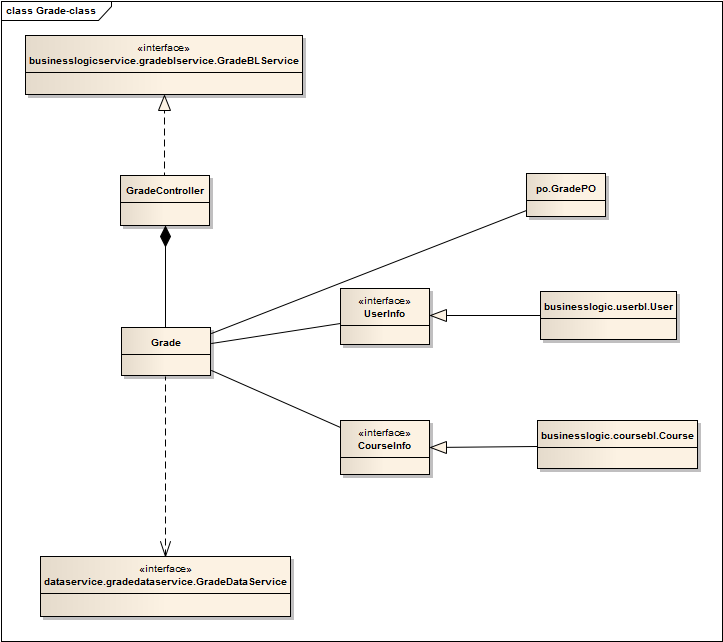 class Grade-class
«interface»
businesslogicservice.gradeblservice.GradeBLService
GradeController
po.GradePO
«interface»
UserInfo
businesslogic.userbl.User
Grade
«interface»
CourseInfo
businesslogic.coursebl.Course
«interface»
dataservice.gradedataservice.GradeDataService